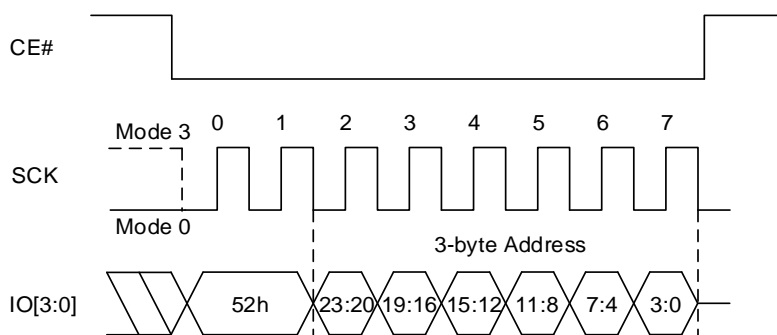 CE#
Mode 3 0 1 2 3 4 5 6 7
SCK
Mode 0
3-byte Address
IO[3:0] 52h 23:20 19:16 15:12 11:8 7:4 3:0